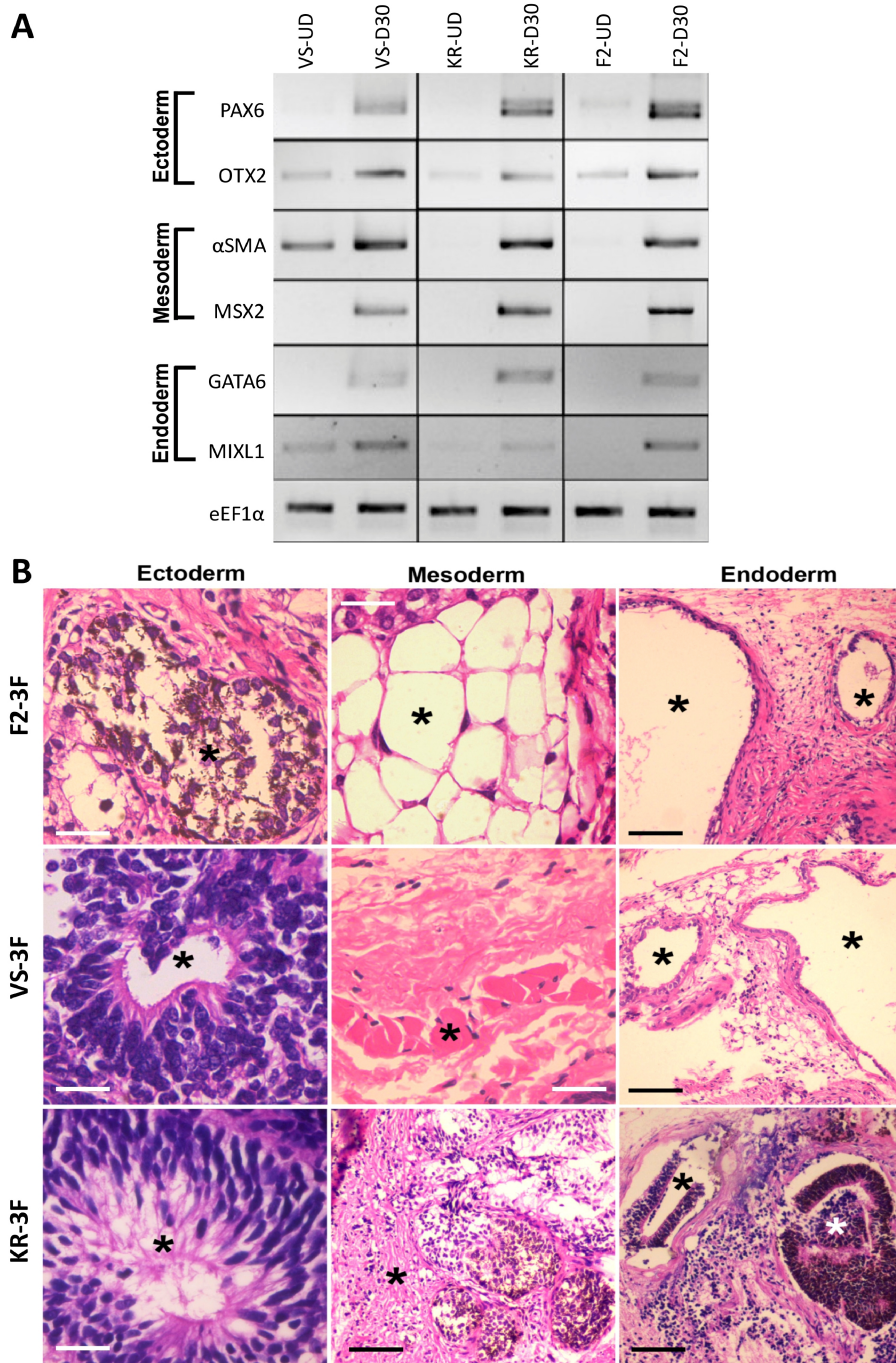 A
VS-UD
VS-D30
KR-UD
KR-D30
F2-UD
F2-D30
Ectoderm
PAX6
OTX2
Mesoderm
αSMA
MSX2
Endoderm
GATA6
MIXL1
eEF1α
B
Ectoderm
Mesoderm
Endoderm
F2-3F
*
*
*
*
VS-3F
*
*
*
*
KR-3F
*
*
*
*